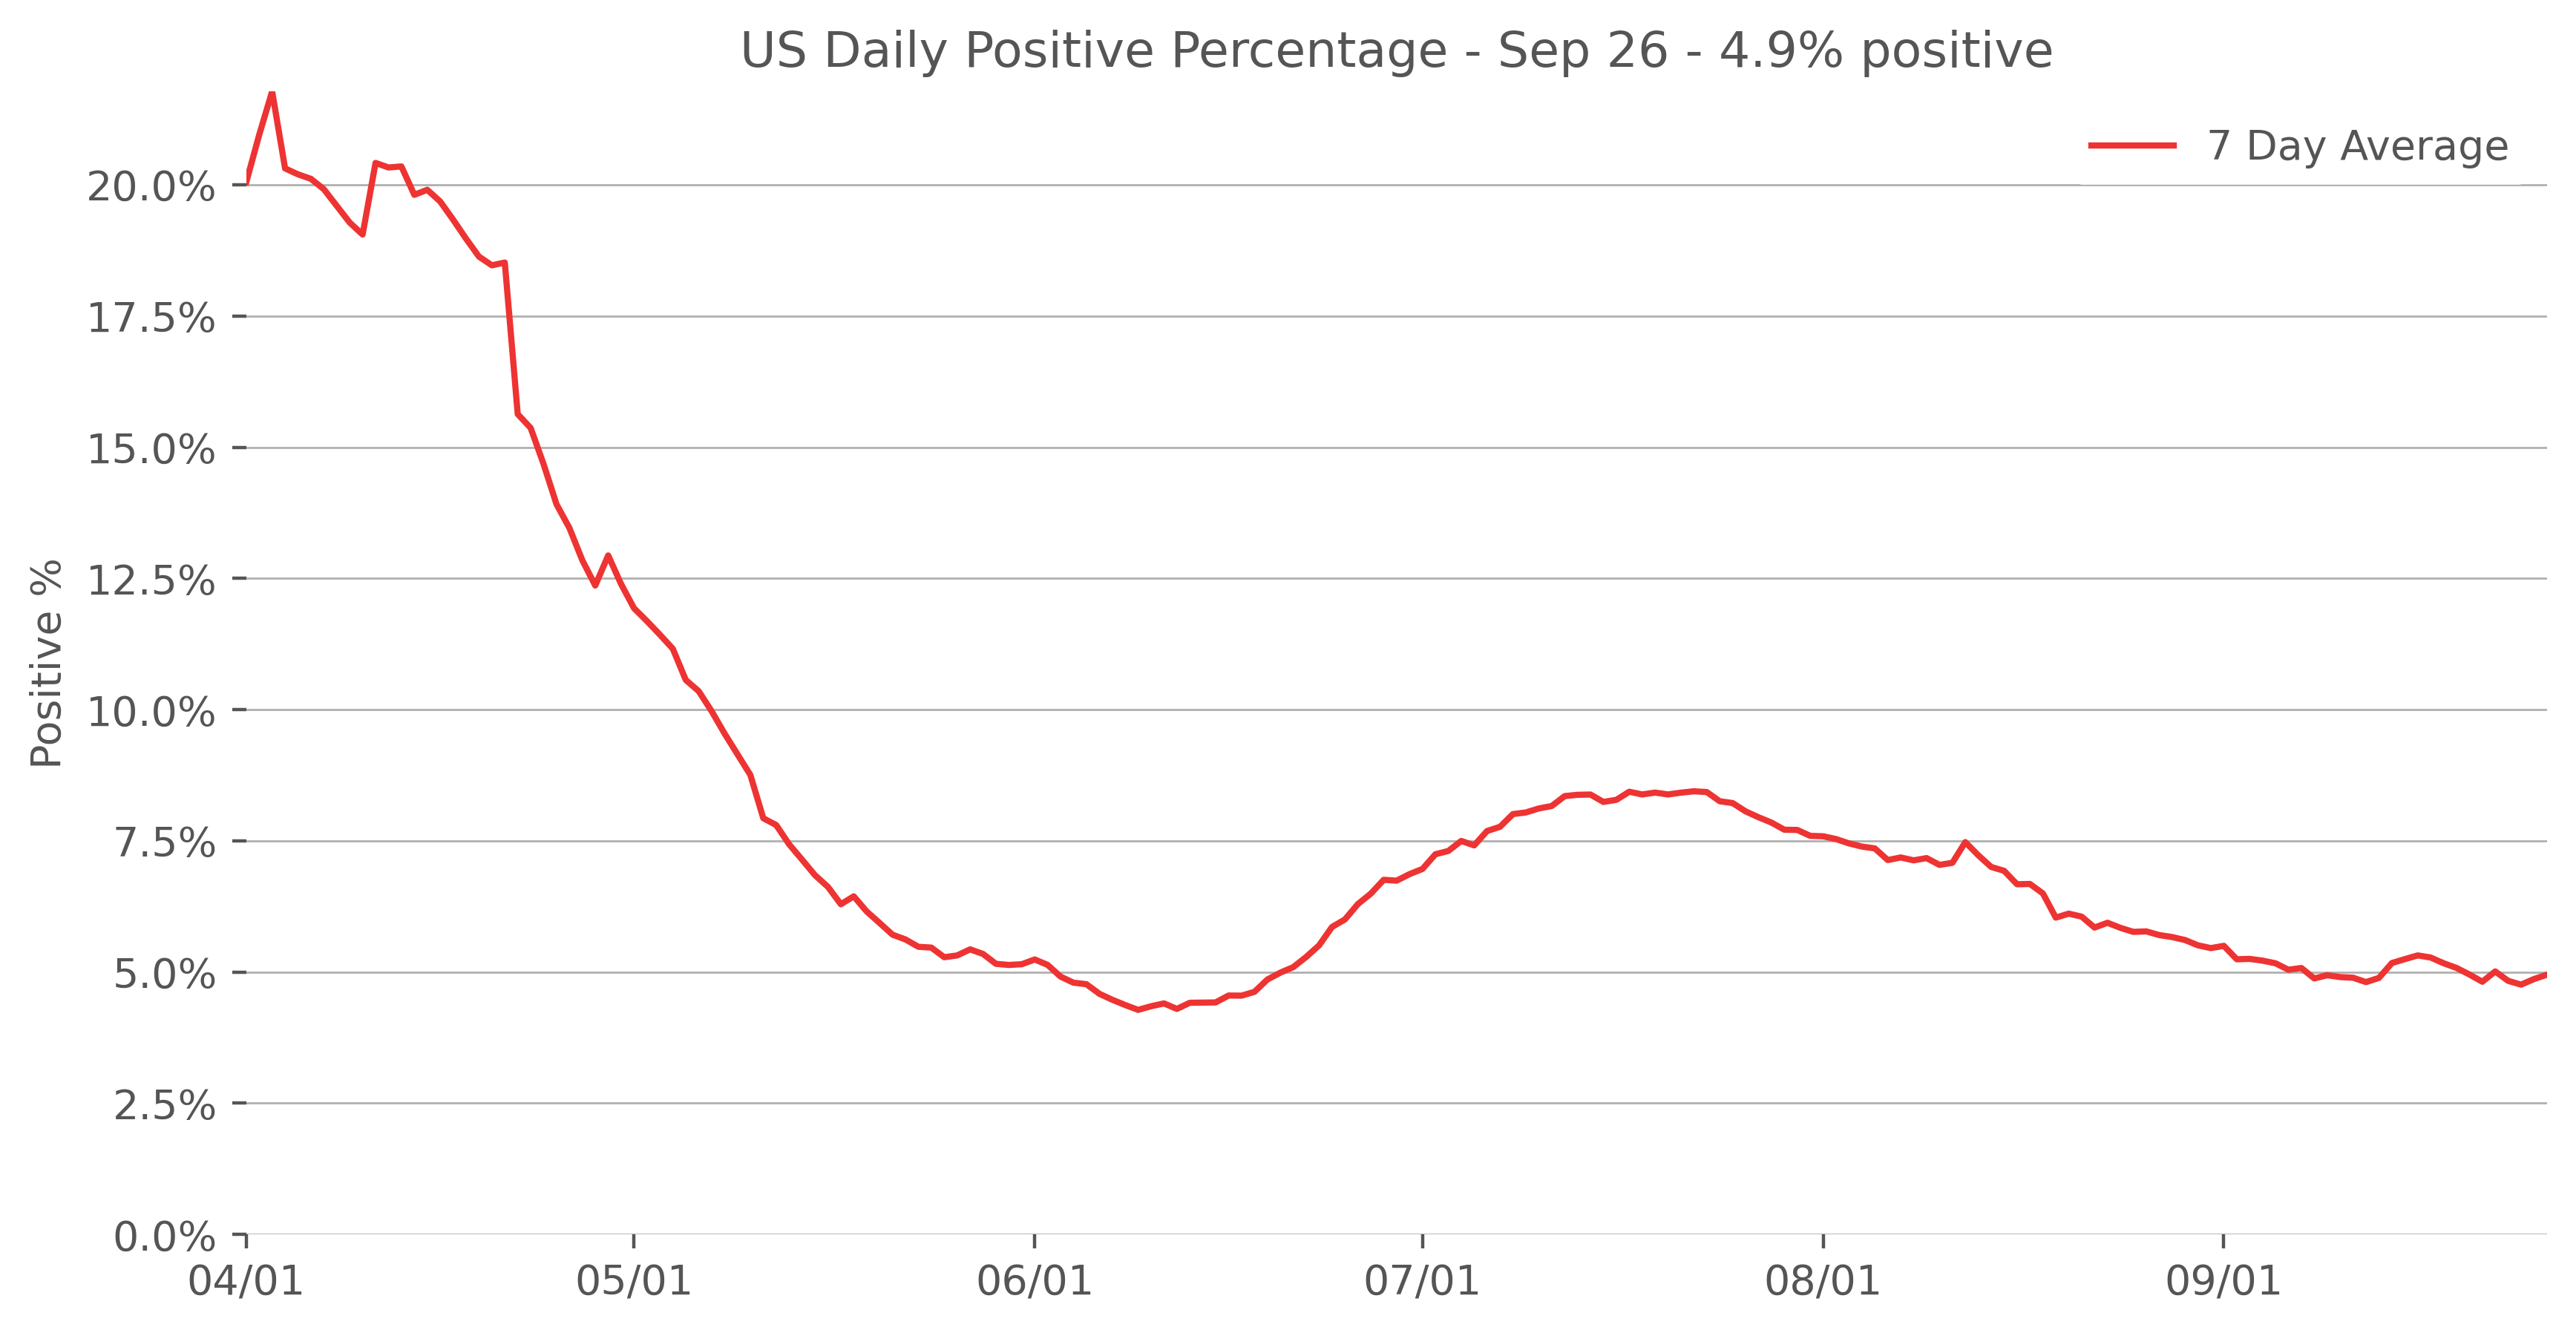 US Daily Positive Percentage - Sep 26 - 4.9% positive
7 Day Average
Positive %
20.0%
17.5%
15.0%
12.5%
10.0%
7.5%
5.0%
2.5%
0.0%
04/01 05/01 06/01 07/01 08/01 09/01